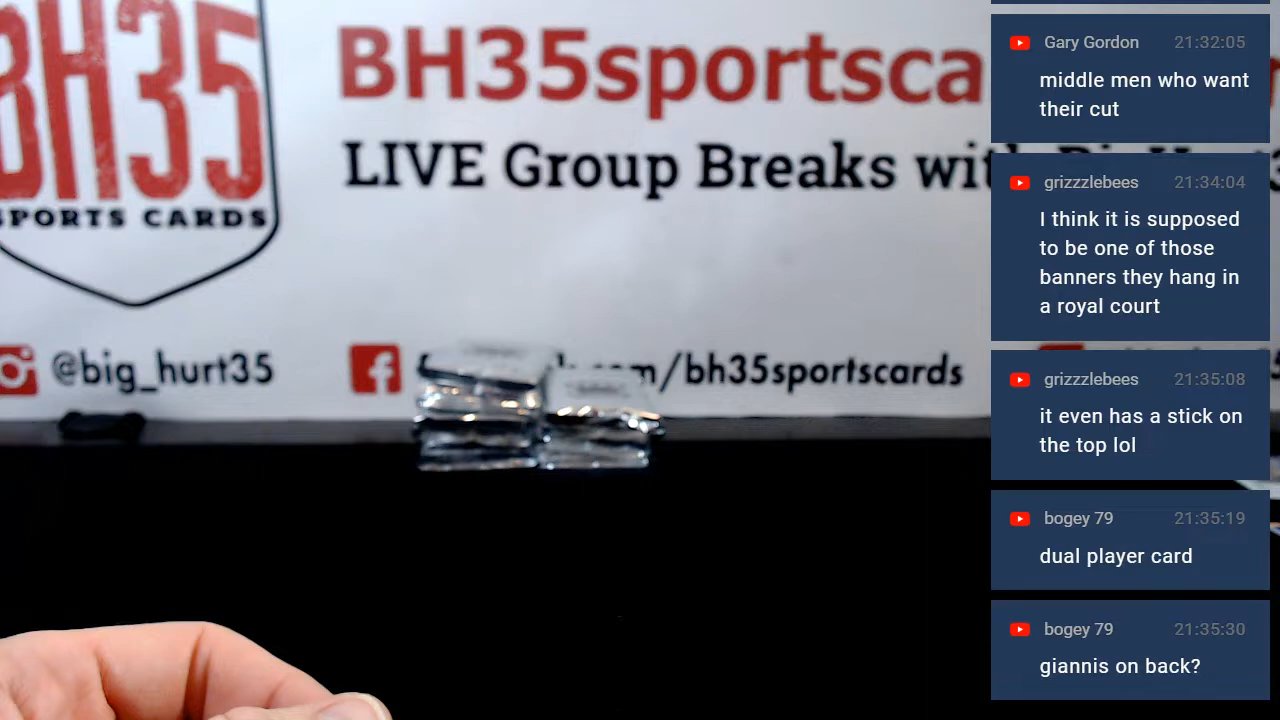 BH35
SPORTS CARDS
BH35sportsca
LIVE Group Breaks with
@big_hurt35
/bh35sportscards
Gary Gordon 21:32:05
middle men who want
their cut
grizzzlebees 21:34:04
I think it is supposed
to be one of those
banners they hang in
a royal court
grizzzlebees 21:35:08
it even has a stick on
the top lol
bogey 79 21:35:19
dual player card
bogey 79 21:35:30
giannis on back?